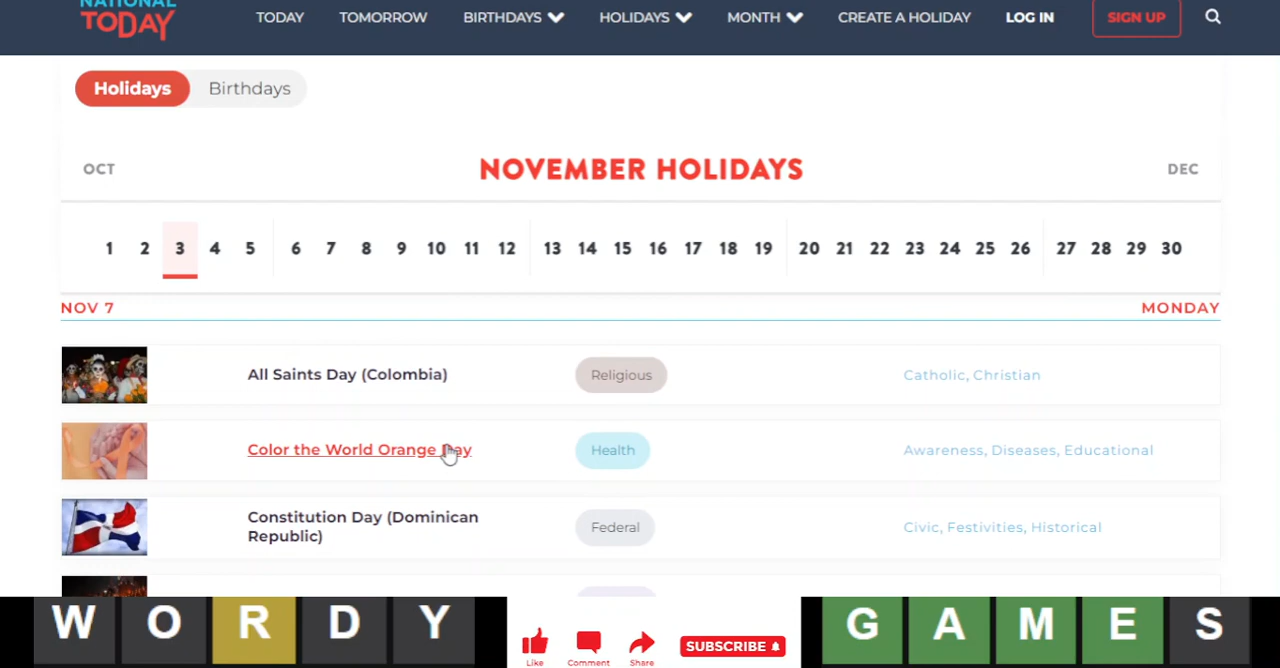 NATIONAL
TODAY
TODAY TOMORROW BIRTHDAYS HOLIDAYS MONTH CREATE A HOLIDAY LOG IN SIGN UP
Holidays Birthdays
OCT NOVEMBER HOLIDAYS DEC
1 2 3 4 5 6 7 8 9 10 11 12 13 14 15 16 17 18 19 20 21 22 23 24 25 26 27 28 29 30
NOV 7 MONDAY
All Saints Day (Colombia) Religious Catholic, Christian
Color the World Orange Day Health Awareness, Diseases, Educational
Constitution Day (Dominican
Republic) Federal Civic, Festivities, Historical
WORDY GAMES
Like Comment Share SUBSCRIBE